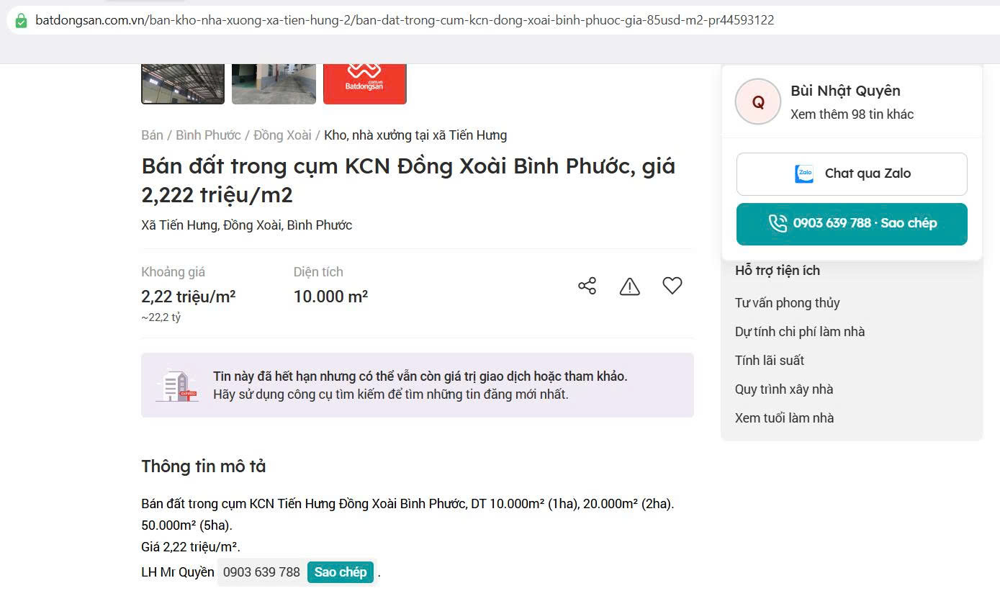 batdongsan.com.vn/ban-kho-nha-xuong-xa-tien-hung-2/ban-dat-trong-cum-kcn-dong-xoai-binh-phuoc-gia-85usd-m2-pr44593122
.com.vn
Batdongsan
Bán / Bình Phước / Đồng Xoài / Kho, nhà xưởng tại xã Tiến Hưng
Bán đất trong cụm KCN Đồng Xoài Bình Phước, giá
2,222 triệu/m2
Xã Tiến Hưng, Đồng Xoài, Bình Phước
Khoảng giá
2,22 triệu/m²
~22,2 tỷ
Diện tích
10.000 m²
EXPIRED
Tin này đã hết hạn nhưng có thể vẫn còn giá trị giao dịch hoặc tham khảo.
Hãy sử dụng công cụ tìm kiếm để tìm những tin đăng mới nhất.
Thông tin mô tả
Bán đất trong cụm KCN Tiến Hưng Đồng Xoài Bình Phước, DT 10.000m² (1ha), 20.000m² (2ha).
50.000m² (5ha).
Giá 2,22 triệu/m².
LH Mr Quyền 0903 639 788 Sao chép .
Q
Bùi Nhật Quyên
Xem thêm 98 tin khác
Zalo Chat qua Zalo
0903 639 788 · Sao chép
Hỗ trợ tiện ích
Tư vấn phong thủy
Dự tính chi phí làm nhà
Tính lãi suất
Quy trình xây nhà
Xem tuổi làm nhà